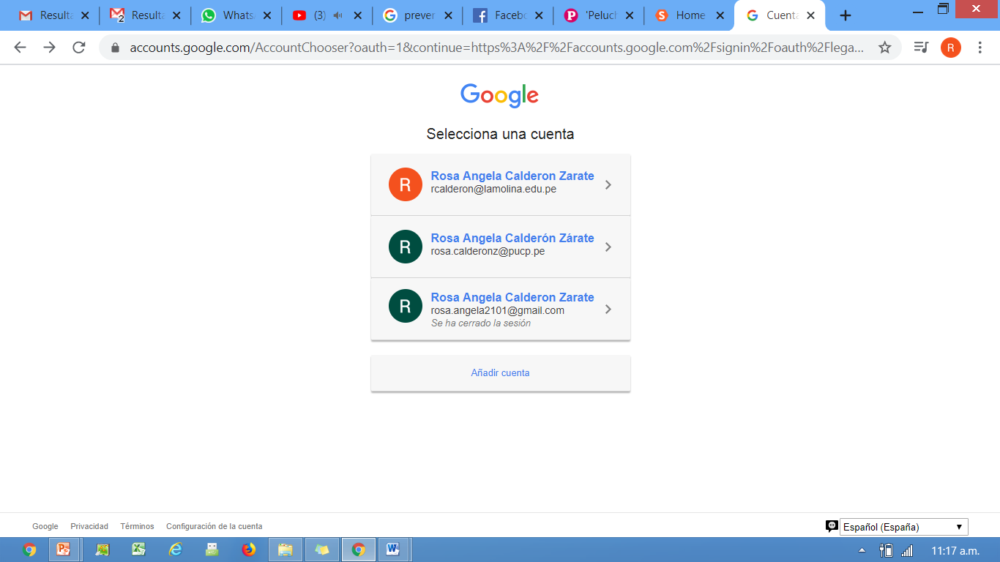 Resulta
Resulta
Whats
(3)
prever
Facebo
'Peluch
Home
Cuenta
accounts.google.com/AccountChooser?oauth=1&continue=https%3A%2F%2Faccounts.google.com%2Fsignin%2Foauth%2Flega...
R
Google
Selecciona una cuenta
R
Rosa Angela Calderon Zarate
rcalderon@lamolina.edu.pe
R
Rosa Angela Calderón Zárate
rosa.calderonz@pucp.pe
R
Rosa Angela Calderon Zarate
rosa.angela2101@gmail.com
Se ha cerrado la sesión
Añadir cuenta
Google Privacidad Términos Configuración de la cuenta
Español (España)
11:17 a.m.